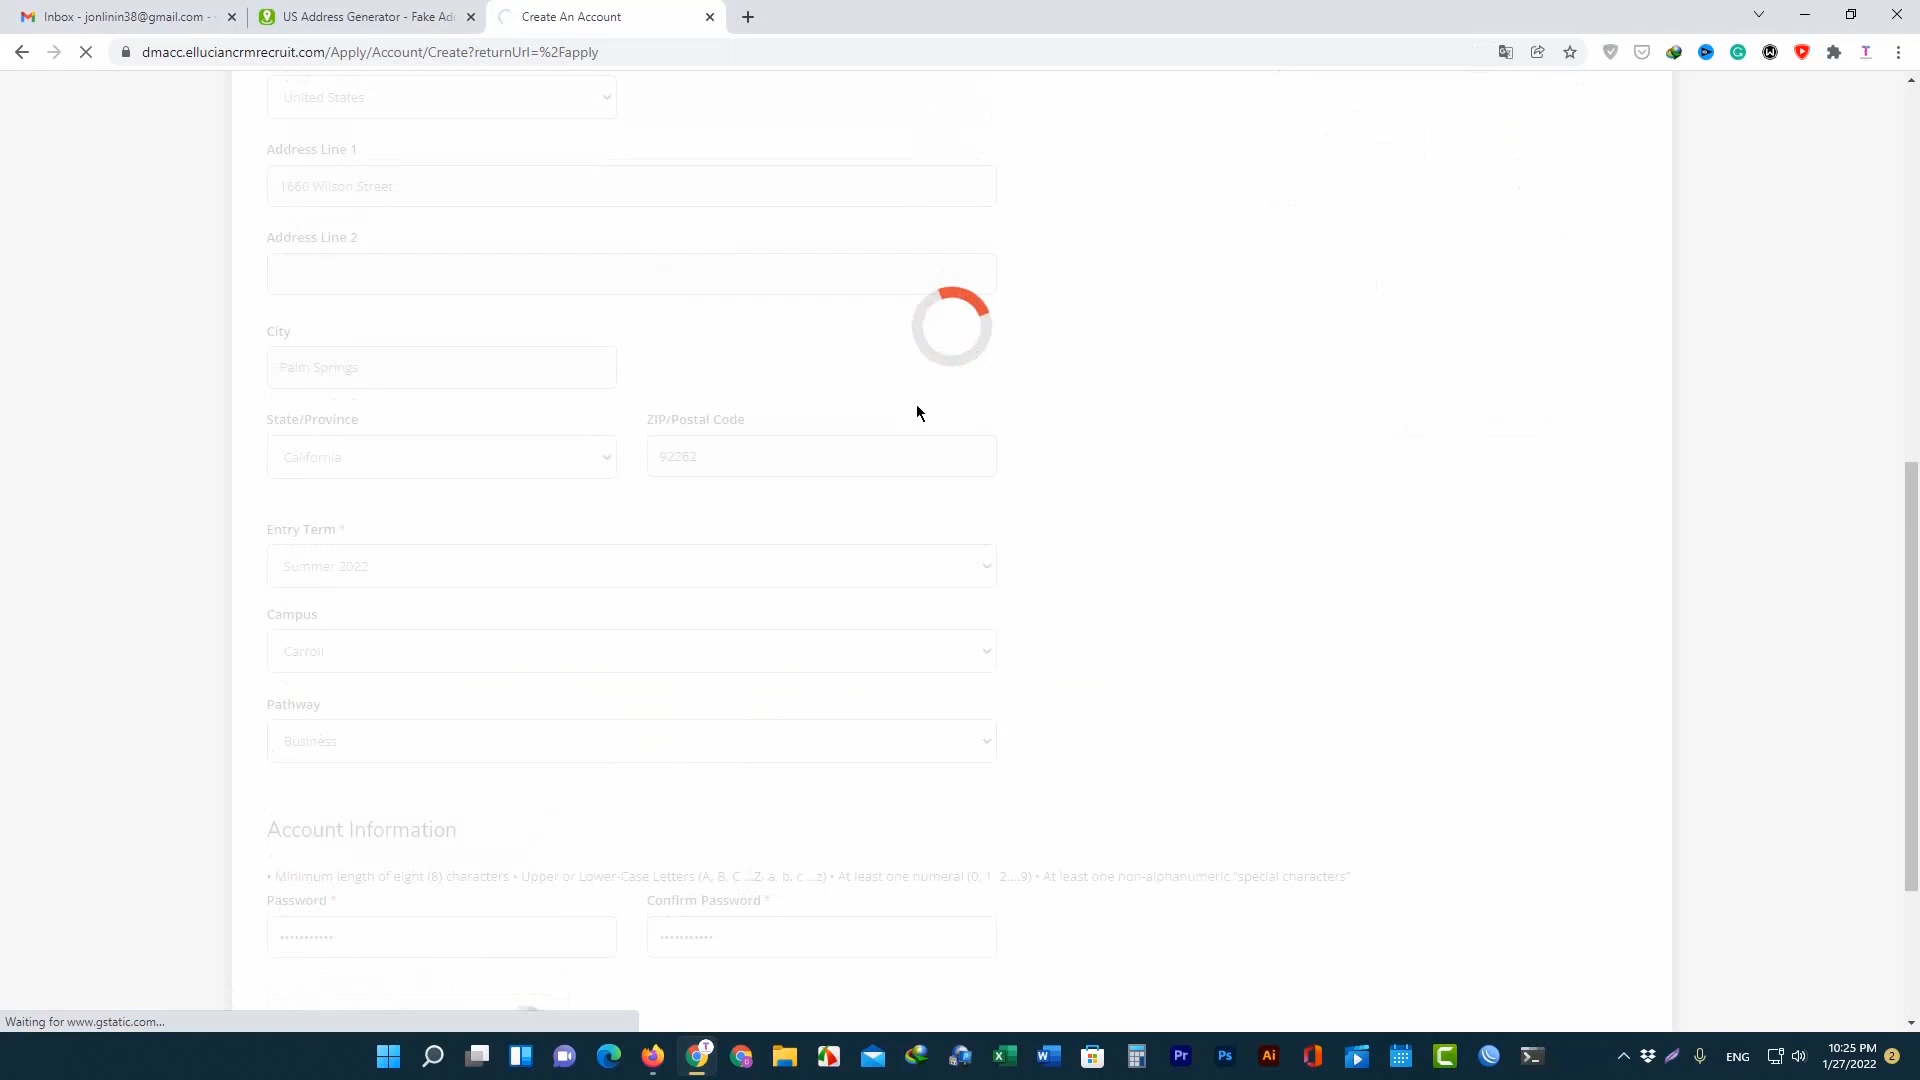 Inbox - jonlinin38@gmail.com -
US Address Generator - Fake Ad
Create An Account
dmacc.elluciancrmrecruit.com/Apply/Account/Create?returnUrl=%2Fapply
United States
Address Line 1
1660 Wilson Street
Address Line 2
City
Palm Springs
State/Province
ZIP/Postal Code
California
92262
Entry Term *
Summer 2022
Campus
Carroll
Pathway
Business
Account Information
• Minimum length of eight (8) characters • Upper or Lower-Case Letters (A, B, C ...Z, a, b, c ...z) • At least one numeral (0, 1, 2....9) • At least one non-alphanumeric "special characters"
Password *
Confirm Password *
•••••••••••
•••••••••••
Waiting for www.gstatic.com...
ENG
10:25 PM
1/27/2022
2